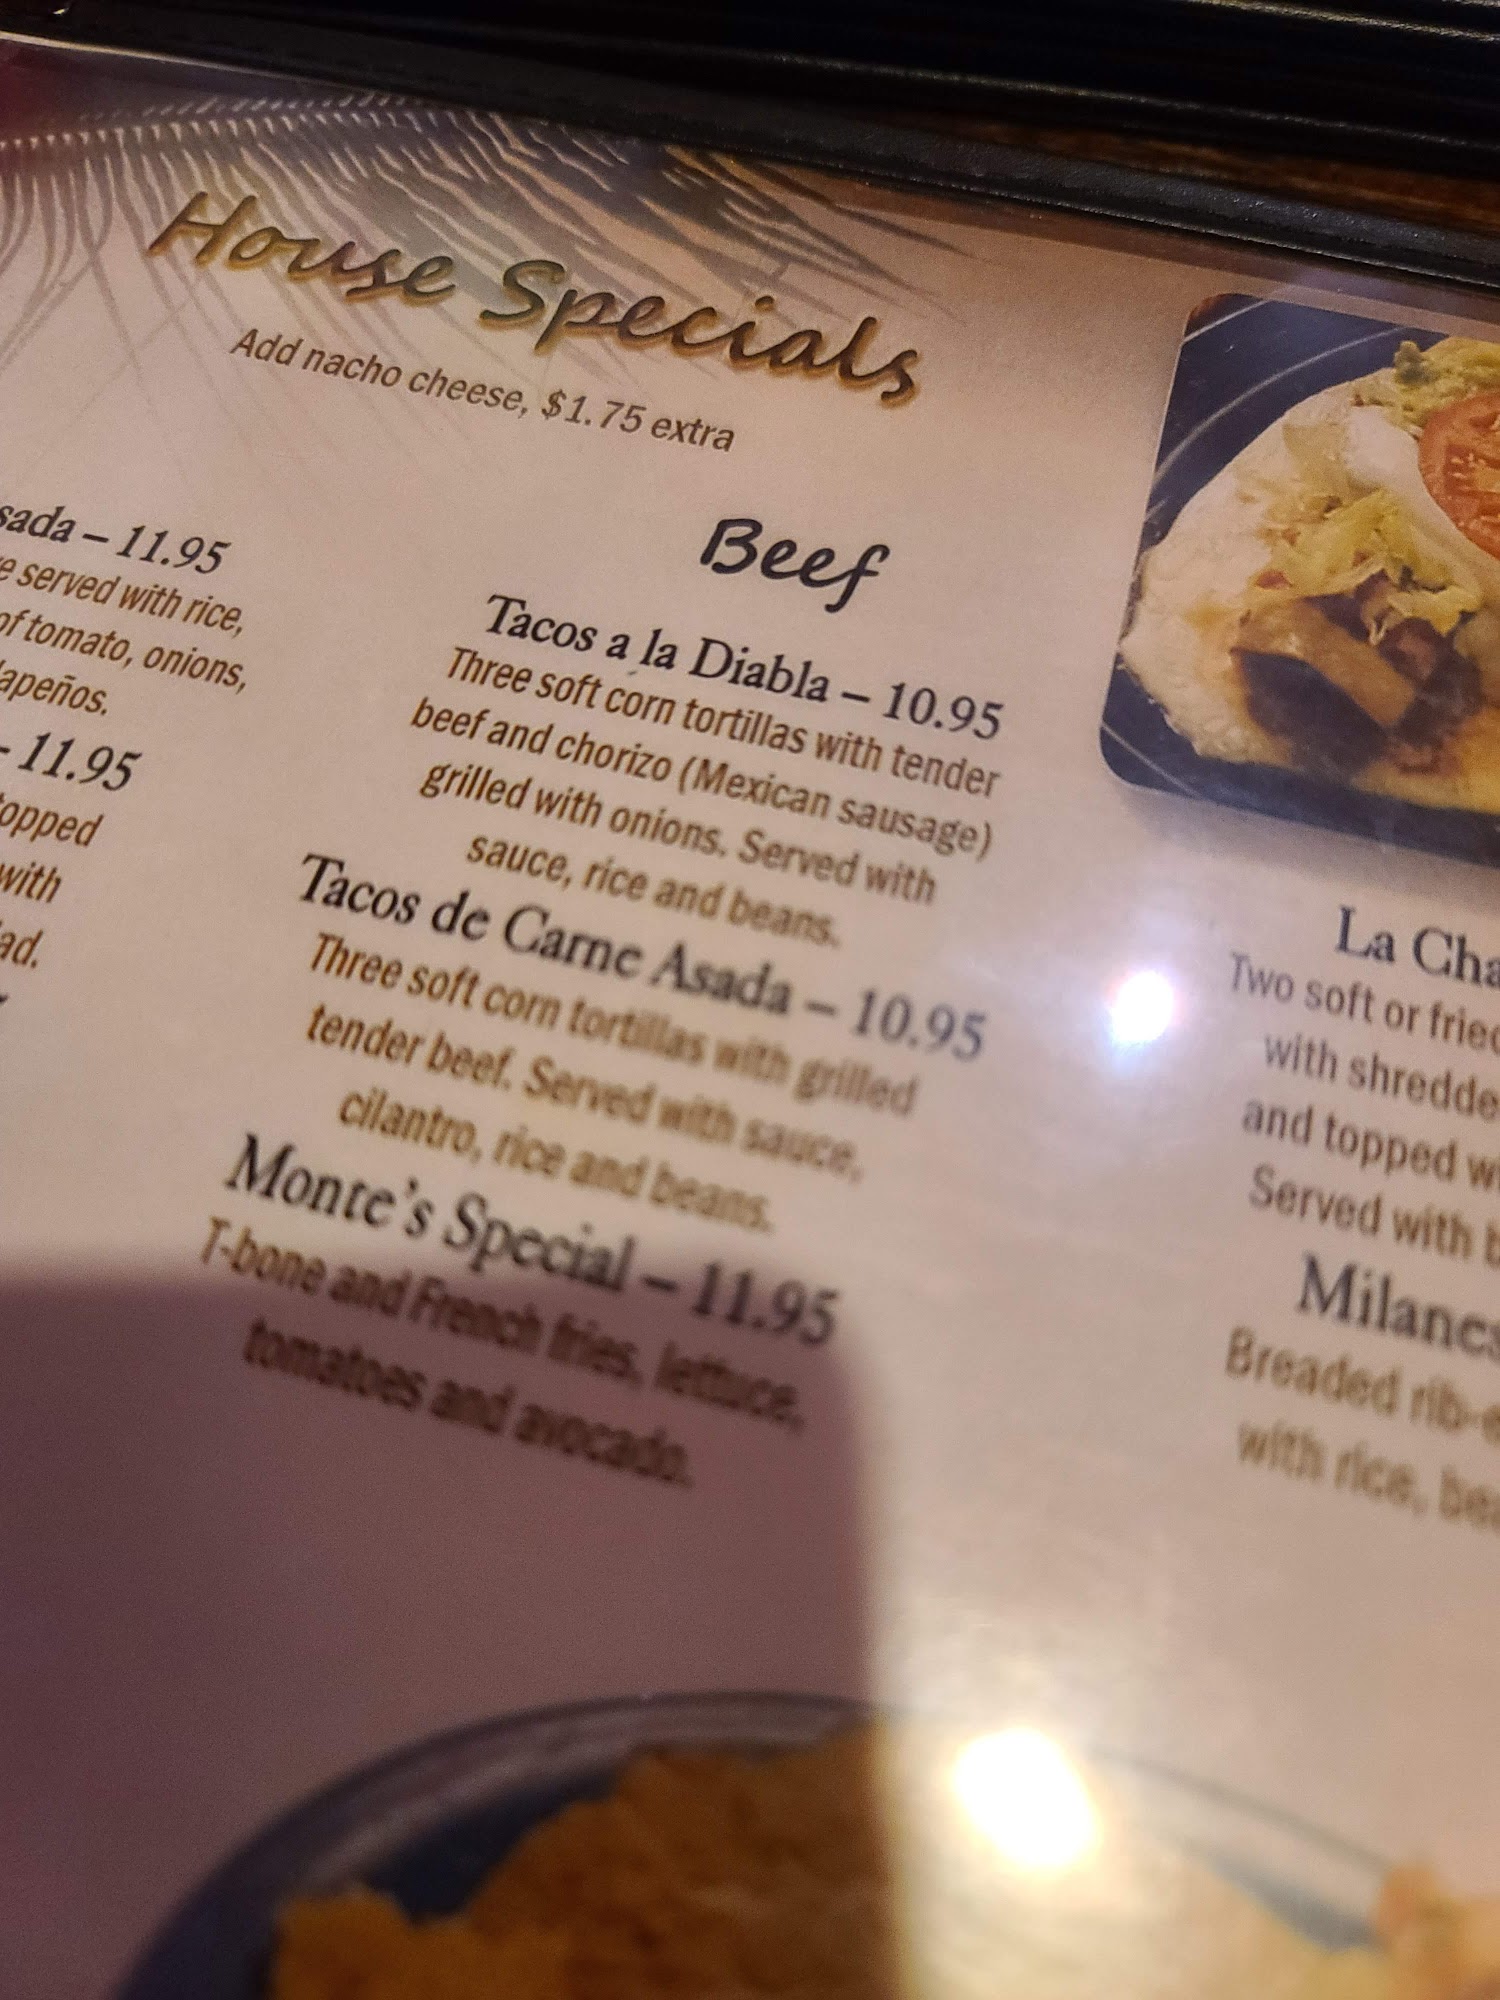 House Specials
Add nacho cheese, $1.75 extra
sada – 11.95
served with rice,
of tomato, onions,
lapeños.
- 11.95
topped
with
ad.
Beef
Tacos a la Diabla – 10.95
Three soft corn tortillas with tender
beef and chorizo (Mexican sausage)
grilled with onions. Served with
sauce, rice and beans.
Tacos de Carne Asada – 10.95
Three soft corn tortillas with grilled
tender beef. Served with sauce,
cilantro, rice and beans.
Monte's Special – 11.95
T-bone and French fries, lettuce,
tomatoes and avocado.
La Cha
Two soft or fried
with shredde
and topped wi
Served with b
Milanes
Breaded rib-e
with rice, bea